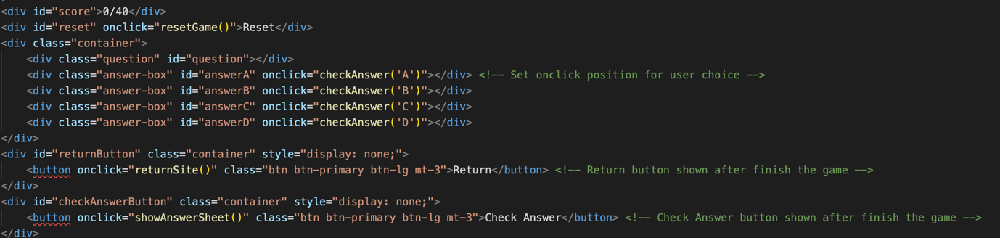 <div id="score">0/40</div>
<div id="reset" onclick="resetGame()">Reset</div>
<div class="container">
<div class="question" id="question"></div>
<div class="answer-box" id="answerA" onclick="checkAnswer('A')"></div> <!-- Set onclick position for user choice -->
<div class="answer-box" id="answerB" onclick="checkAnswer('B')"></div>
<div class="answer-box" id="answerC" onclick="checkAnswer('C')"></div>
<div class="answer-box" id="answerD" onclick="checkAnswer('D')"></div>
</div>
<div id="returnButton" class="container" style="display: none;">
<button onclick="returnSite()" class="btn btn-primary btn-lg mt-3">Return</button> <!-- Return button shown after finish the game -->
</div>
<div id="checkAnswerButton" class="container" style="display: none;">
<button onclick="showAnswerSheet()" class="btn btn-primary btn-lg mt-3">Check Answer</button> <!-- Check Answer button shown after finish the game -->
</div>